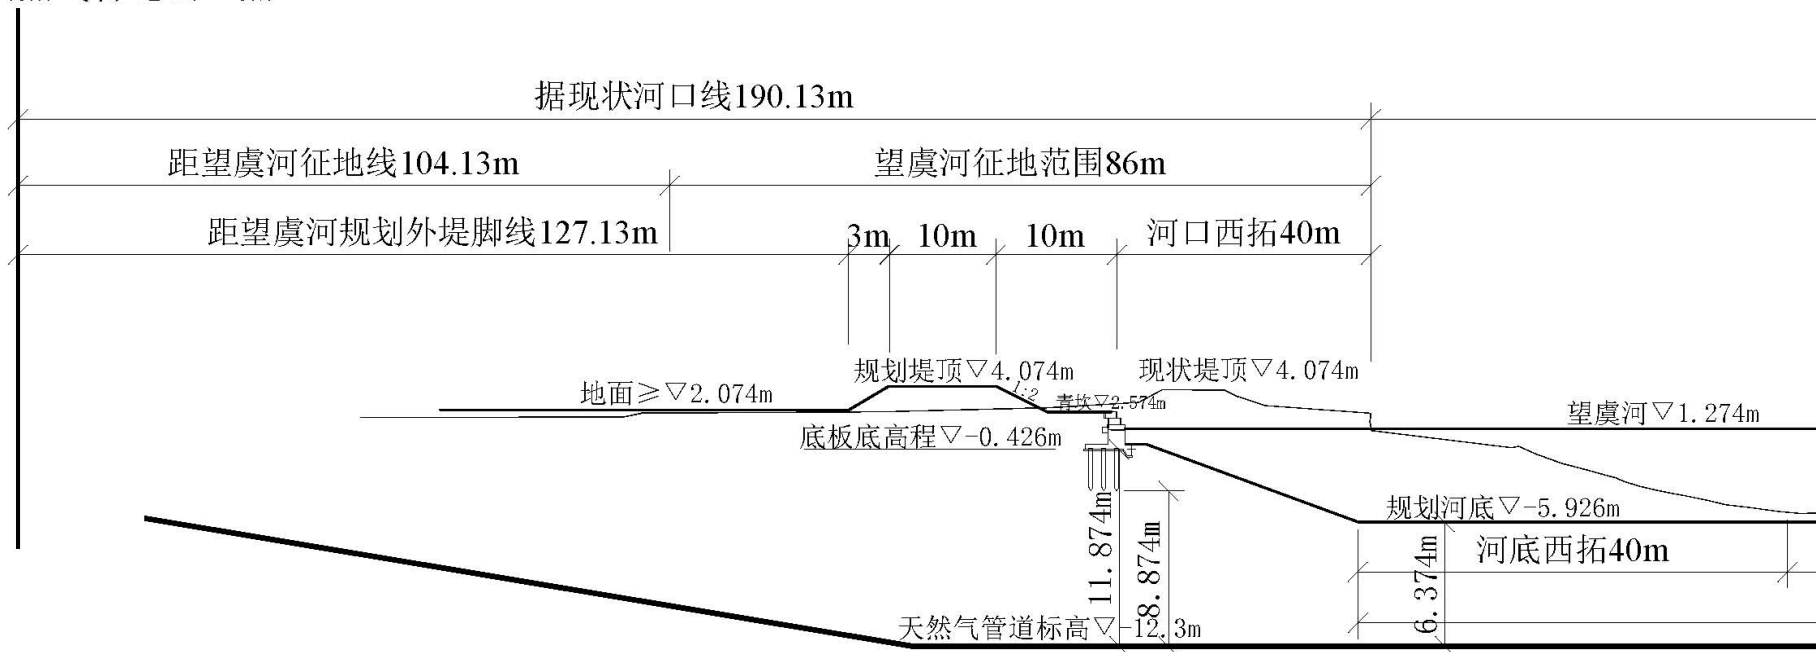 据现状河口线190.13m
距望虞河征地线104.13m
望虞河征地范围86m
距望虞河规划外堤脚线127.13m
3m
10m
10m
河口西拓40m
规划堤顶▽4.074m
现状堤顶▽4.074m
地面≥▽2.074m
1:2
青坎▽2.574m
望虞河▽1.274m
底板底高程▽-0.426m
规划河底▽-5.926m
11.874m
8.874m
6.374m
河底西拓40m
天然气管道标高▽-12.3m